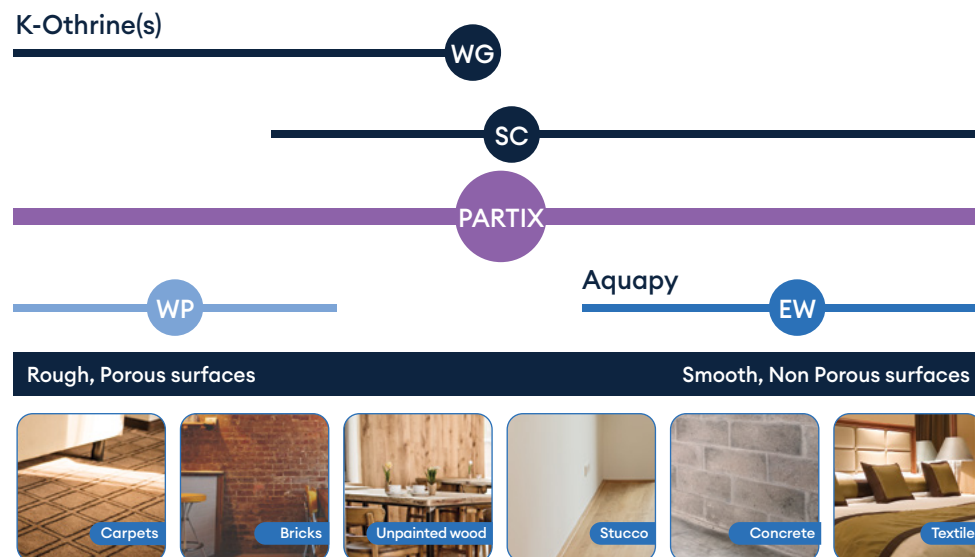 K-Othrine(s)
WG
SC
PARTIX
Aquapy
WP
EW
Rough, Porous surfaces
Smooth, Non Porous surfaces
Carpets
Bricks
Unpainted wood
Stucco
Concrete
Textile